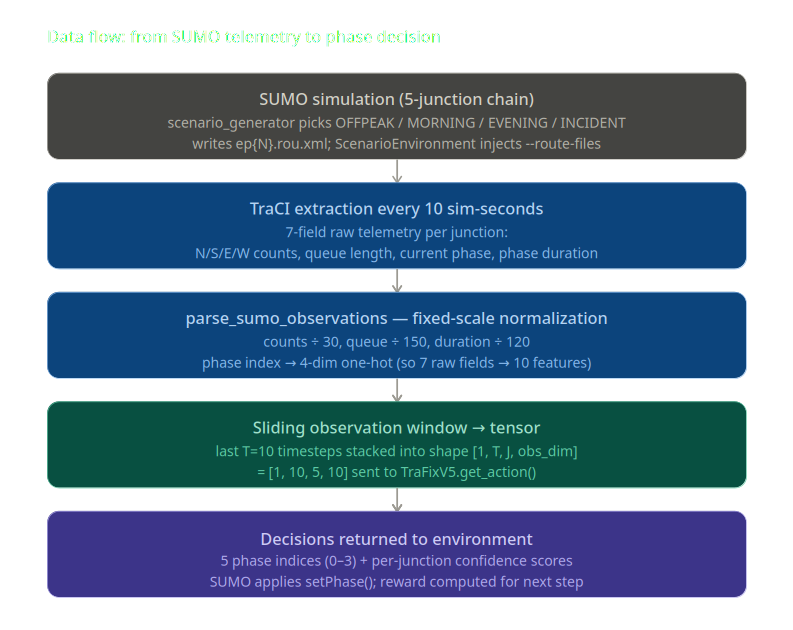 Data flow: from SUMO telemetry to phase decision
SUMO simulation (5-junction chain)
scenario_generator picks OFFPEAK / MORNING / EVENING / INCIDENT
writes ep{N}.rou.xml; ScenarioEnvironment injects --route-files
TraCI extraction every 10 sim-seconds
7-field raw telemetry per junction:
N/S/E/W counts, queue length, current phase, phase duration
parse_sumo_observations — fixed-scale normalization
counts ÷ 30, queue ÷ 150, duration ÷ 120
phase index → 4-dim one-hot (so 7 raw fields → 10 features)
Sliding observation window → tensor
last T=10 timesteps stacked into shape [1, T, J, obs_dim]
= [1, 10, 5, 10] sent to TraFixV5.get_action()
Decisions returned to environment
5 phase indices (0–3) + per-junction confidence scores
SUMO applies setPhase(); reward computed for next step